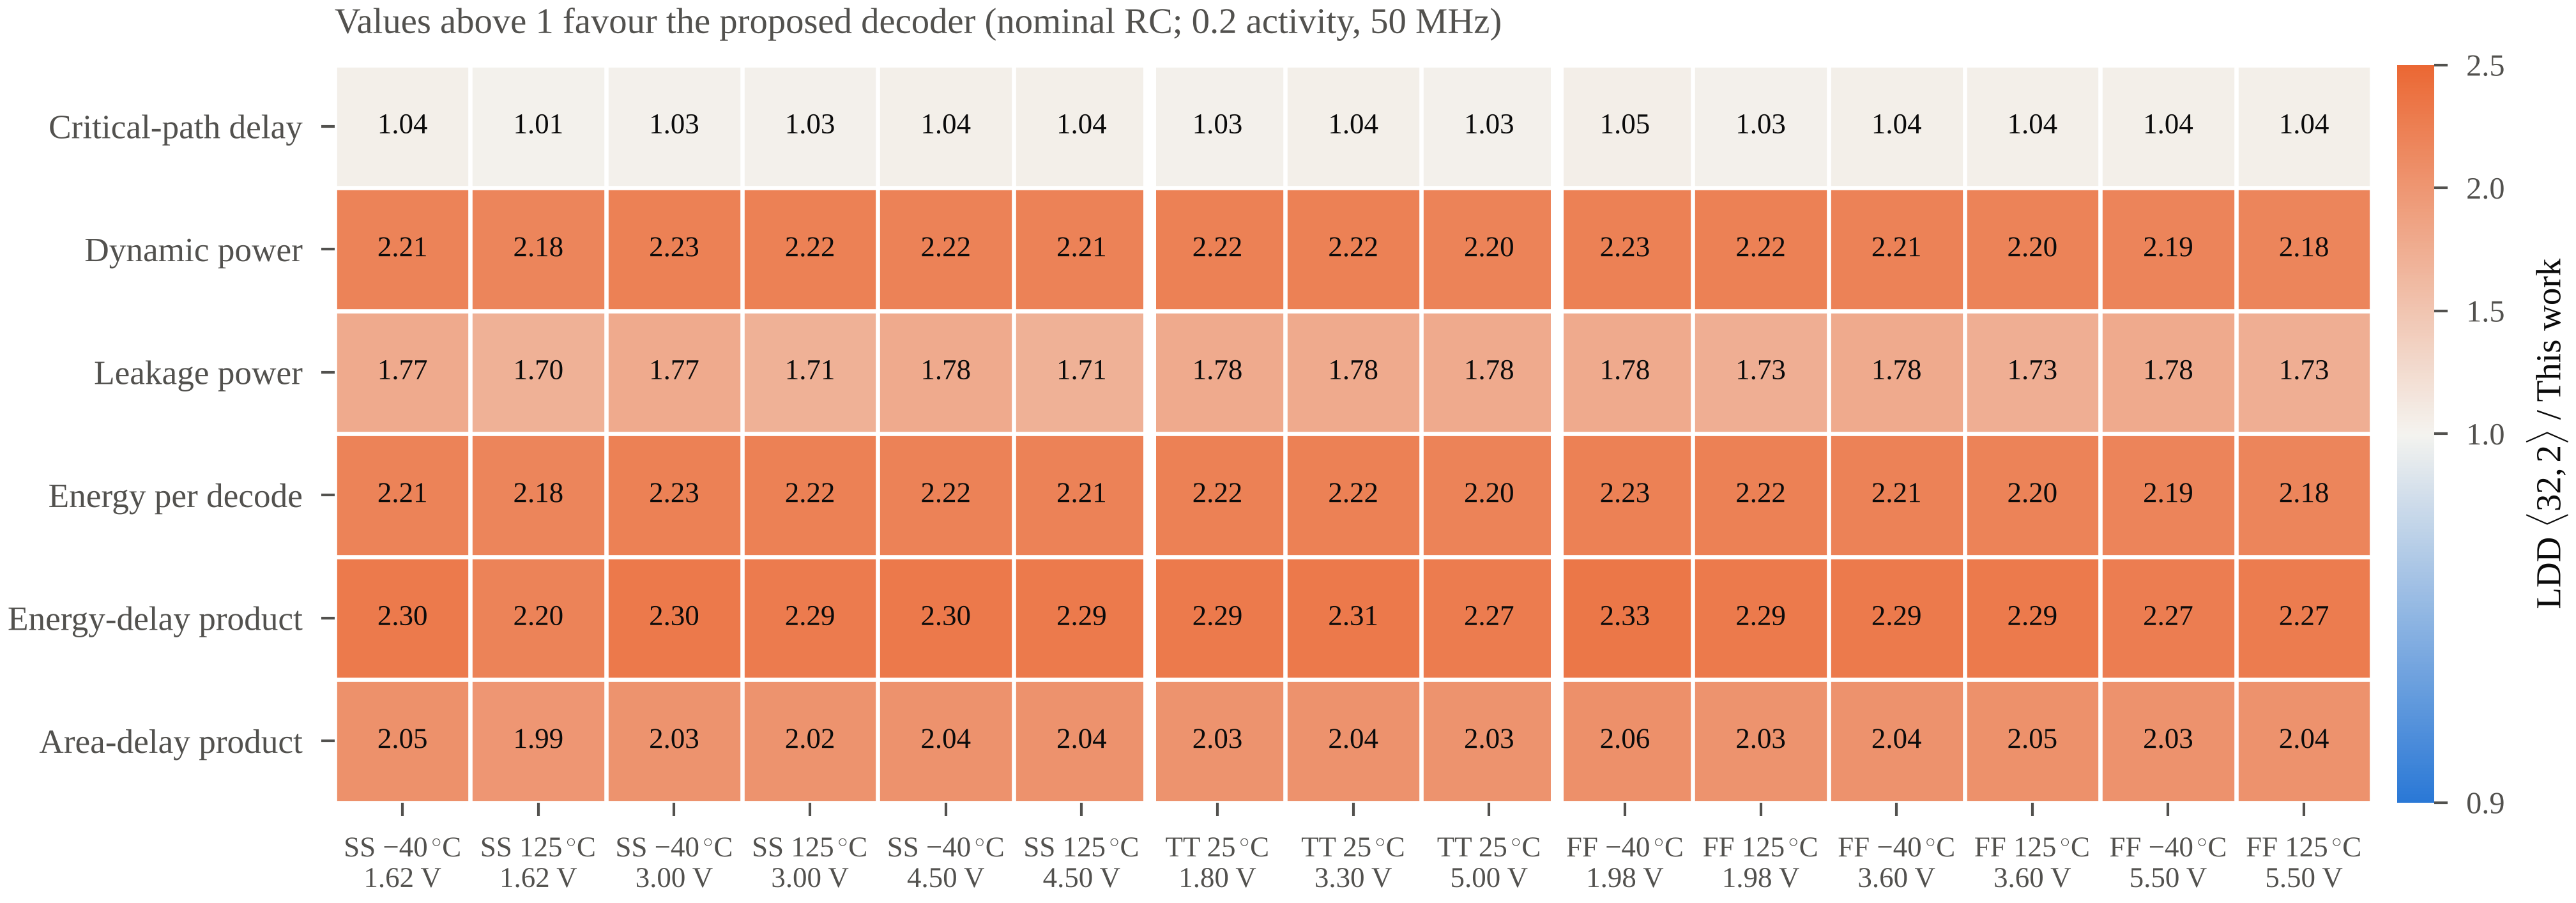 Values above 1 favour the proposed decoder (nominal RC; 0.2 activity, 50 MHz)
Critical-path delay 1.04 1.01 1.03 1.03 1.04 1.04 1.03 1.04 1.03 1.05 1.03 1.04 1.04 1.04 1.04
Dynamic power 2.21 2.18 2.23 2.22 2.22 2.21 2.22 2.22 2.20 2.23 2.22 2.21 2.20 2.19 2.18
Leakage power 1.77 1.70 1.77 1.71 1.78 1.71 1.78 1.78 1.78 1.78 1.73 1.78 1.73 1.78 1.73
Energy per decode 2.21 2.18 2.23 2.22 2.22 2.21 2.22 2.22 2.20 2.23 2.22 2.21 2.20 2.19 2.18
Energy-delay product 2.30 2.20 2.30 2.29 2.30 2.29 2.29 2.31 2.27 2.33 2.29 2.29 2.29 2.27 2.27
Area-delay product 2.05 1.99 2.03 2.02 2.04 2.04 2.03 2.04 2.03 2.06 2.03 2.04 2.05 2.03 2.04
SS −40 °C SS 125 °C SS −40 °C SS 125 °C SS −40 °C SS 125 °C TT 25 °C TT 25 °C TT 25 °C FF −40 °C FF 125 °C FF −40 °C FF 125 °C FF −40 °C FF 125 °C
1.62 V 1.62 V 3.00 V 3.00 V 4.50 V 4.50 V 1.80 V 3.30 V 5.00 V 1.98 V 1.98 V 3.60 V 3.60 V 5.50 V 5.50 V
2.5
2.0
1.5
1.0
0.9
LDD ⟨32, 2⟩ / This work